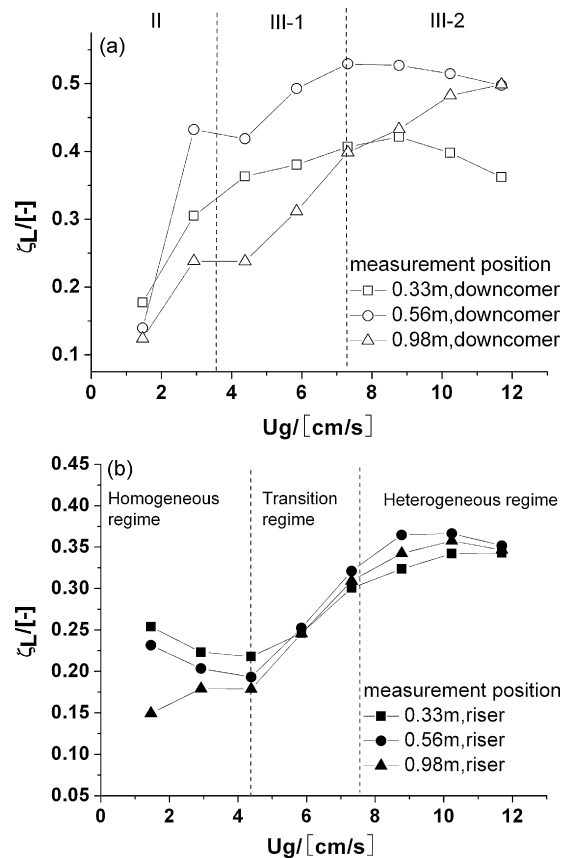 II III-1 III-2
(a)
0.5
0.4
0.3
0.2
0.1
ζL/[-]
measurement position
0.33m,downcomer
0.56m,downcomer
0.98m,downcomer
0 2 4 6 8 10 12
Ug/[cm/s]
(b)
0.45
0.40
0.35
0.30
0.25
0.20
0.15
0.10
0.05
ζL/[-]
Homogeneous
regime
Transition
regime
Heterogeneous regime
measurement position
0.33m,riser
0.56m,riser
0.98m,riser
0 2 4 6 8 10 12
Ug/[cm/s]